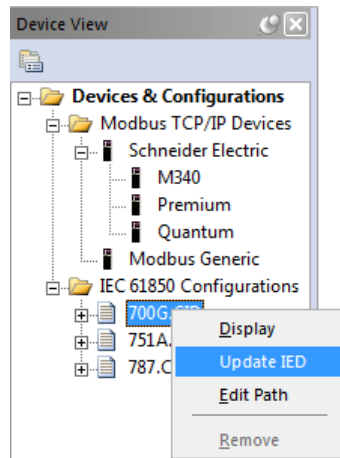 Device View
Devices & Configurations
Modbus TCP/IP Devices
Schneider Electric
M340
Premium
Quantum
Modbus Generic
IEC 61850 Configurations
700G.CID
Display
751A.
Update IED
787.C
Edit Path
Remove